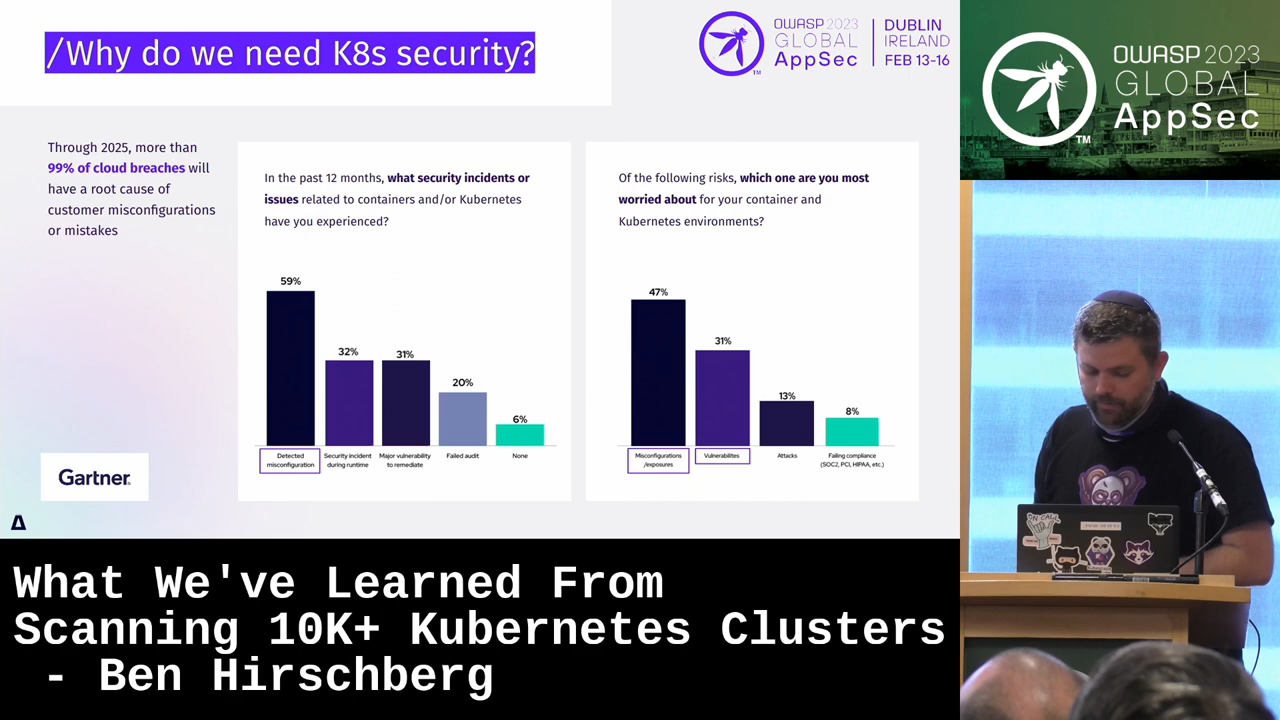 /Why do we need K8s security?
OWASP 2023
GLOBAL
AppSec
TM
DUBLIN
IRELAND
FEB 13-16
Through 2025, more than
99% of cloud breaches will
have a root cause of
customer misconfigurations
or mistakes
Gartner
In the past 12 months, what security incidents or
issues related to containers and/or Kubernetes
have you experienced?
59%
32%
31%
20%
6%
Detected
misconfiguration
Security incident
during runtime
Major vulnerability
to remediate
Failed audit
None
Of the following risks, which one are you most
worried about for your container and
Kubernetes environments?
47%
31%
13%
8%
Misconfigurations
/exposures
Vulnerabilites
Attacks
Failing compliance
(SOC2, PCI, HIPAA, etc.)
OWASP 2023
GLOBAL
AppSec
TM
ON CALL
What We've Learned From
Scanning 10K+ Kubernetes Clusters
- Ben Hirschberg